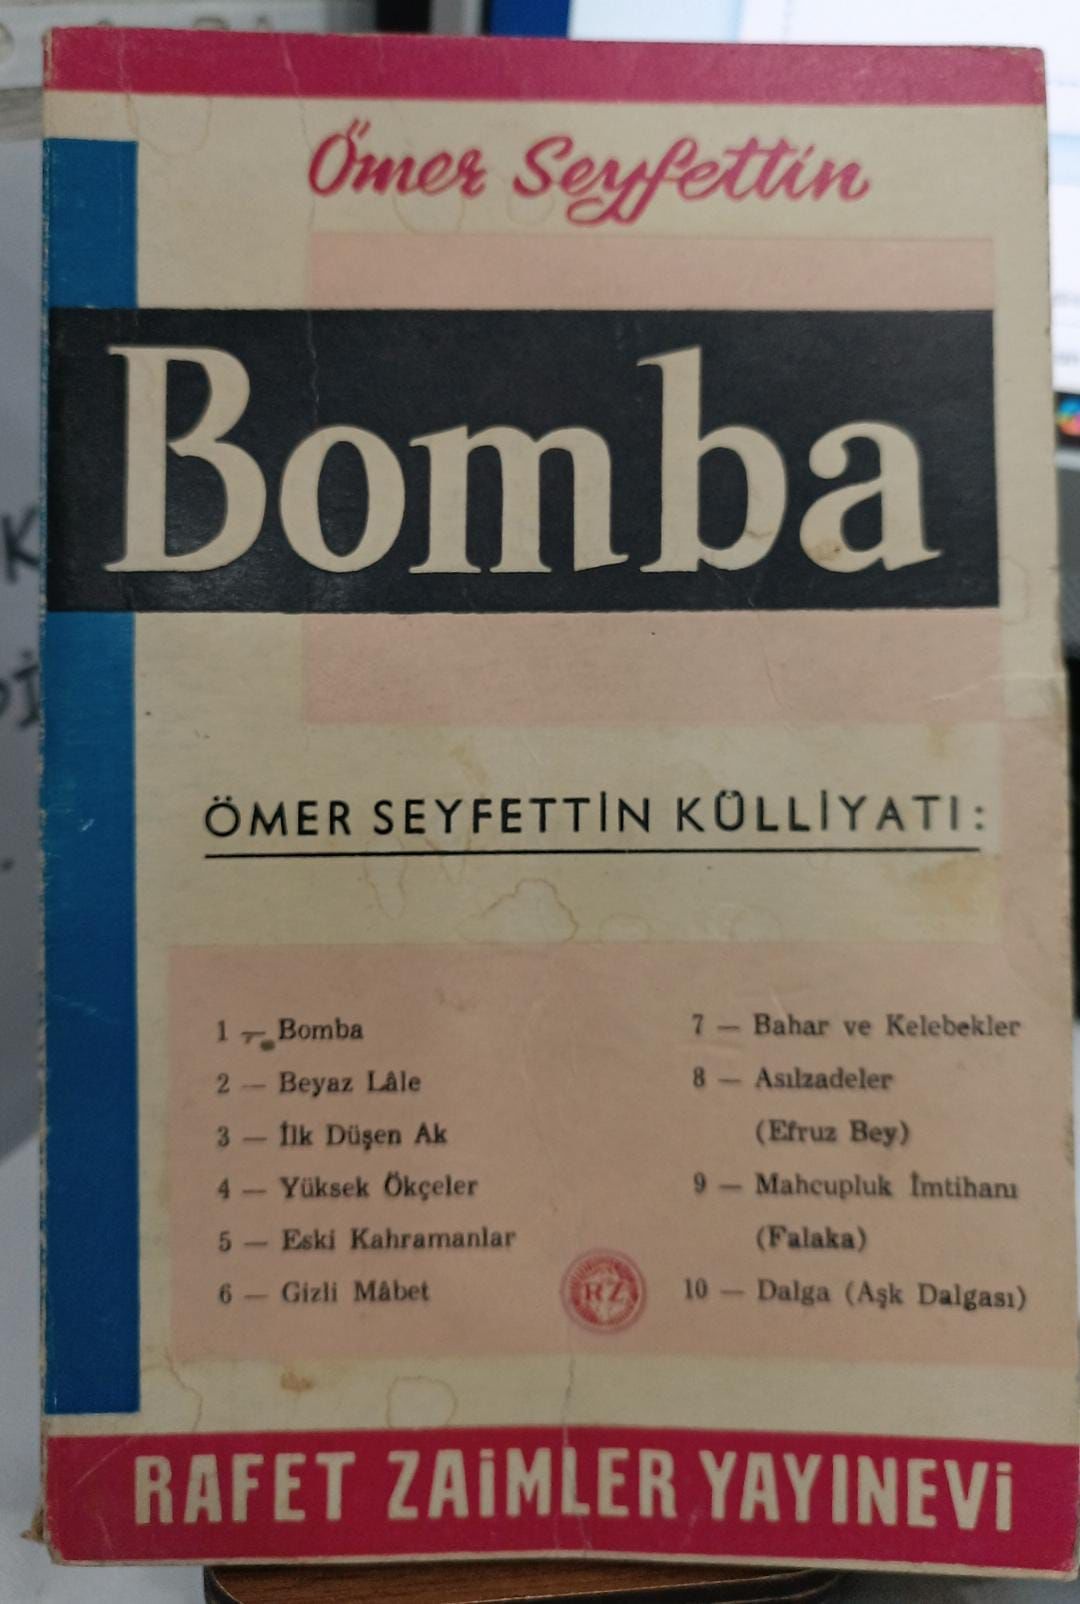 Ömer Seyfettin
Bomba
ÖMER SEYFETTİN KÜLLİYATI:
1 — Bomba
2 — Beyaz Lâle
3 — İlk Düşen Ak
4 — Yüksek Ökçeler
5 — Eski Kahramanlar
6 — Gizli Mâbet
7 — Bahar ve Kelebekler
8 — Asılzadeler
(Efruz Bey)
9 — Mahcupluk İmtihanı
(Falaka)
10 — Dalga (Aşk Dalgası)
RZ
RAFET ZAİMLER YAYINEVİ